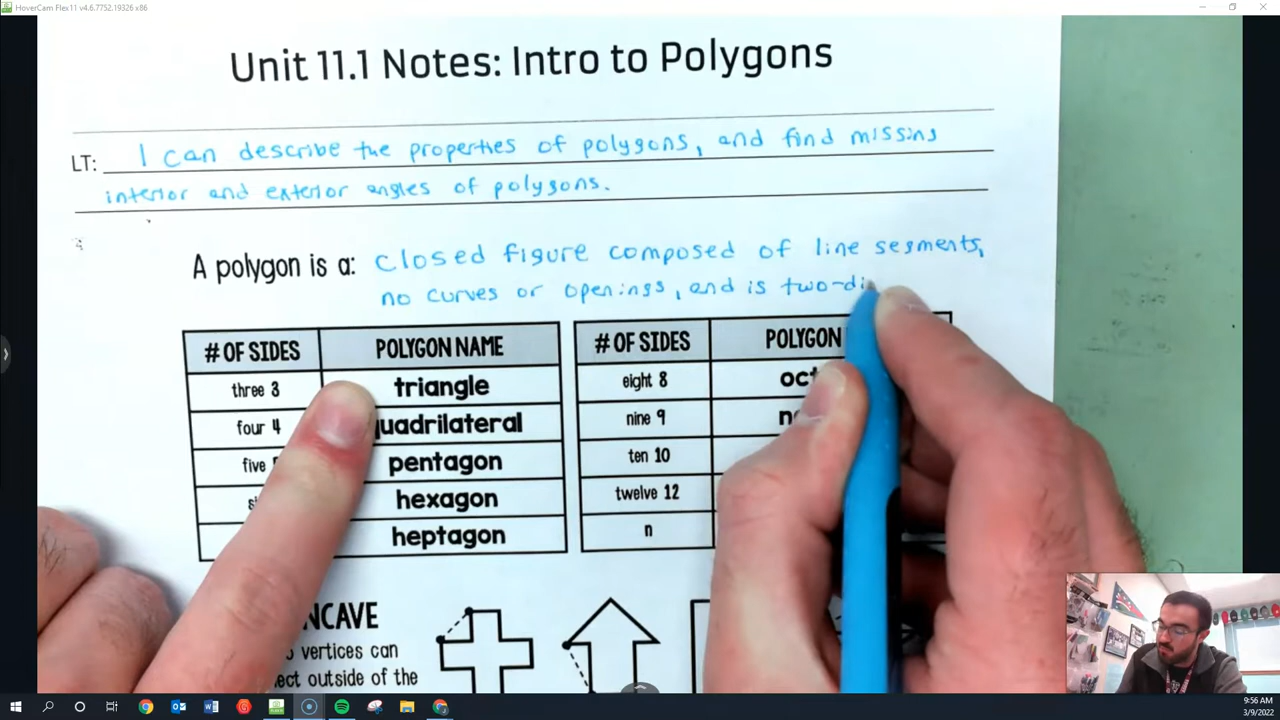 HoverCam Flex11 v4.6.7752.19326 x86
Unit 11.1 Notes: Intro to Polygons
LT: I can describe the properties of polygons, and find missing
interior and exterior angles of polygons.
A polygon is a: closed figure composed of line segments,
no curves or openings, and is two-di
# OF SIDES POLYGON NAME # OF SIDES POLYGON
three 3 triangle eight 8 oct
four 4 uadrilateral nine 9
five pentagon ten 10
hexagon twelve 12
heptagon n
NCAVE
vertices can
ect outside of the
9:56 AM
3/9/2022